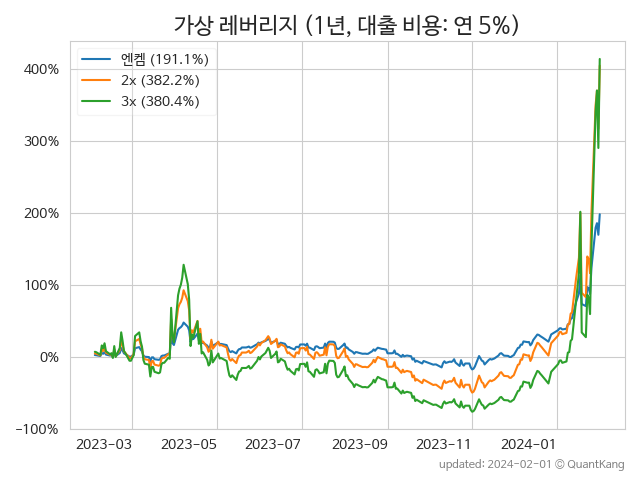 가상 레버리지 (1년, 대출 비용: 연 5%)
엔켐 (191.1%)
2x (382.2%)
3x (380.4%)
400%
300%
200%
100%
0%
−100%
2023-03 2023-05 2023-07 2023-09 2023-11 2024-01
updated: 2024-02-01 © QuantKang